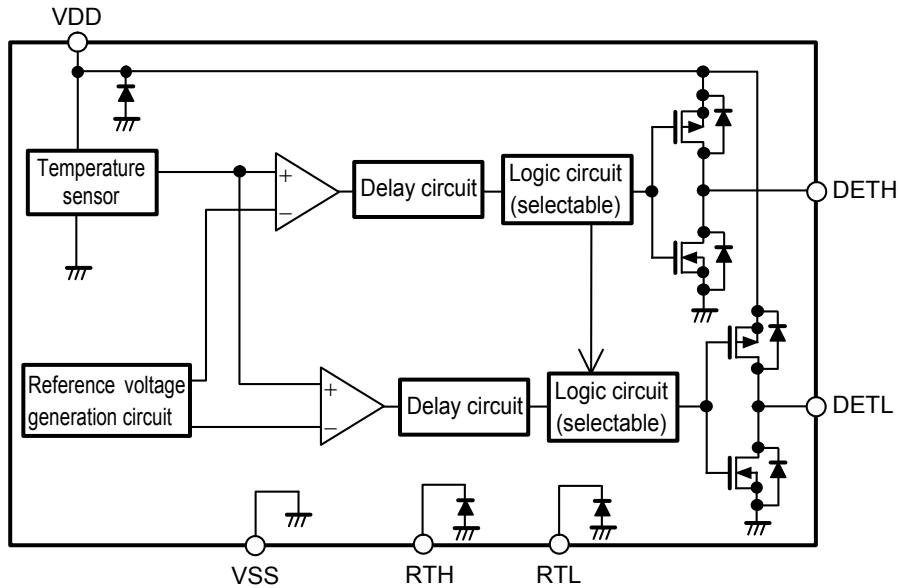 VDD
Temperature
sensor
+
−
Delay circuit
Logic circuit
(selectable)
DETH
Reference voltage
generation circuit
+
−
Delay circuit
Logic circuit
(selectable)
DETL
VSS
RTH
RTL